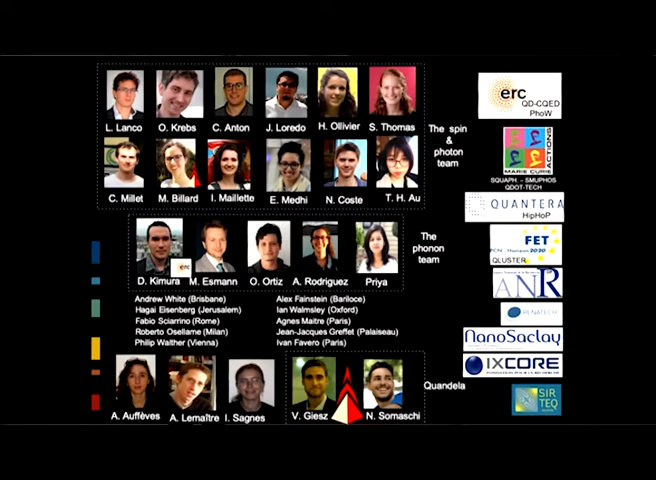 L. Lanco O. Krebs C. Anton J. Loredo H. Ollivier S. Thomas
The spin
&
photon
team
C. Millet M. Billard I. Maillette E. Medhi N. Coste T. H. Au
D. Kimura M. Esmann O. Ortiz A. Rodriguez Priya
erc
The
phonon
team
Andrew White (Brisbane)
Hagai Eisenberg (Jerusalem)
Fabio Sciarrino (Rome)
Roberto Osellame (Milan)
Philip Walther (Vienna)
Alex Fainstein (Bariloce)
Ian Walmsley (Oxford)
Agnes Maitre (Paris)
Jean-Jacques Greffet (Palaiseau)
Ivan Favero (Paris)
A. Auffèves A. Lemaître I. Sagnes
V. Giesz N. Somaschi
Quandela
erc
QD-CQED
PhoW
MARIE CURIE
ACTIONS
SQUAPH – SMUPHOS
QDOT-TECH
QUANTERA
HipHoP
FET
QLUSTER
ANR
RENATECH
NanoSaclay
IXCORE
SIR
TEQ